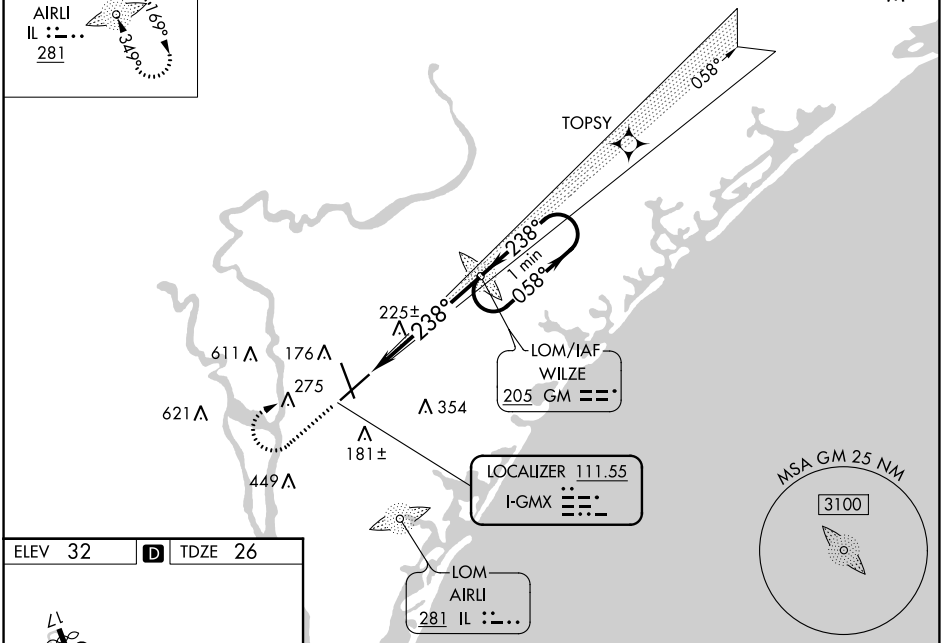 AIRLI
IL
281
169°
349°
058°
TOPSY
238°
1 min
058°
225±
238°
611
176
LOM/IAF
WILZE
205 GM
275
621
354
181±
449
LOCALIZER 111.55
I-GMX
MSA GM 25 NM
3100
ELEV 32 D TDZE 26
LOM
AIRLI
281 IL
17